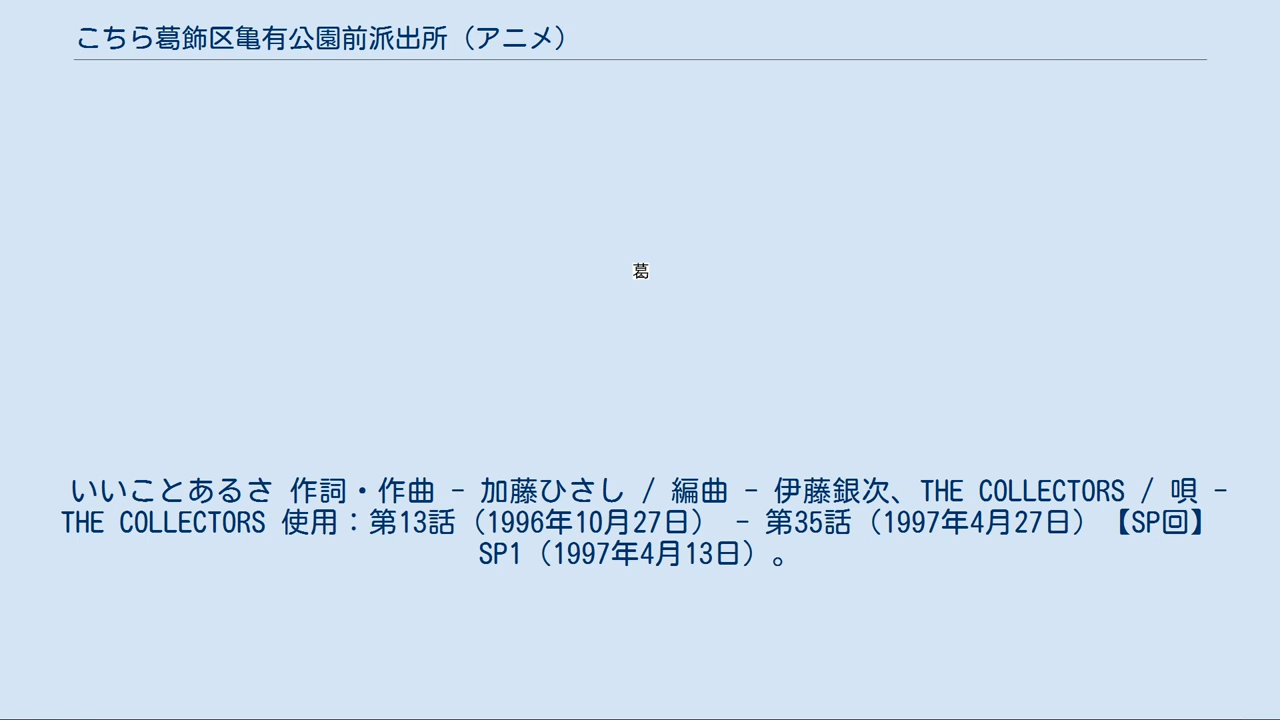 こちら葛飾区亀有公園前派出所（アニメ）
葛
いいことあるさ 作詞・作曲 - 加藤ひさし / 編曲 - 伊藤銀次、THE COLLECTORS / 唄 -
THE COLLECTORS 使用：第13話（1996年10月27日） - 第35話（1997年4月27日）【SP回】
SP1（1997年4月13日）。